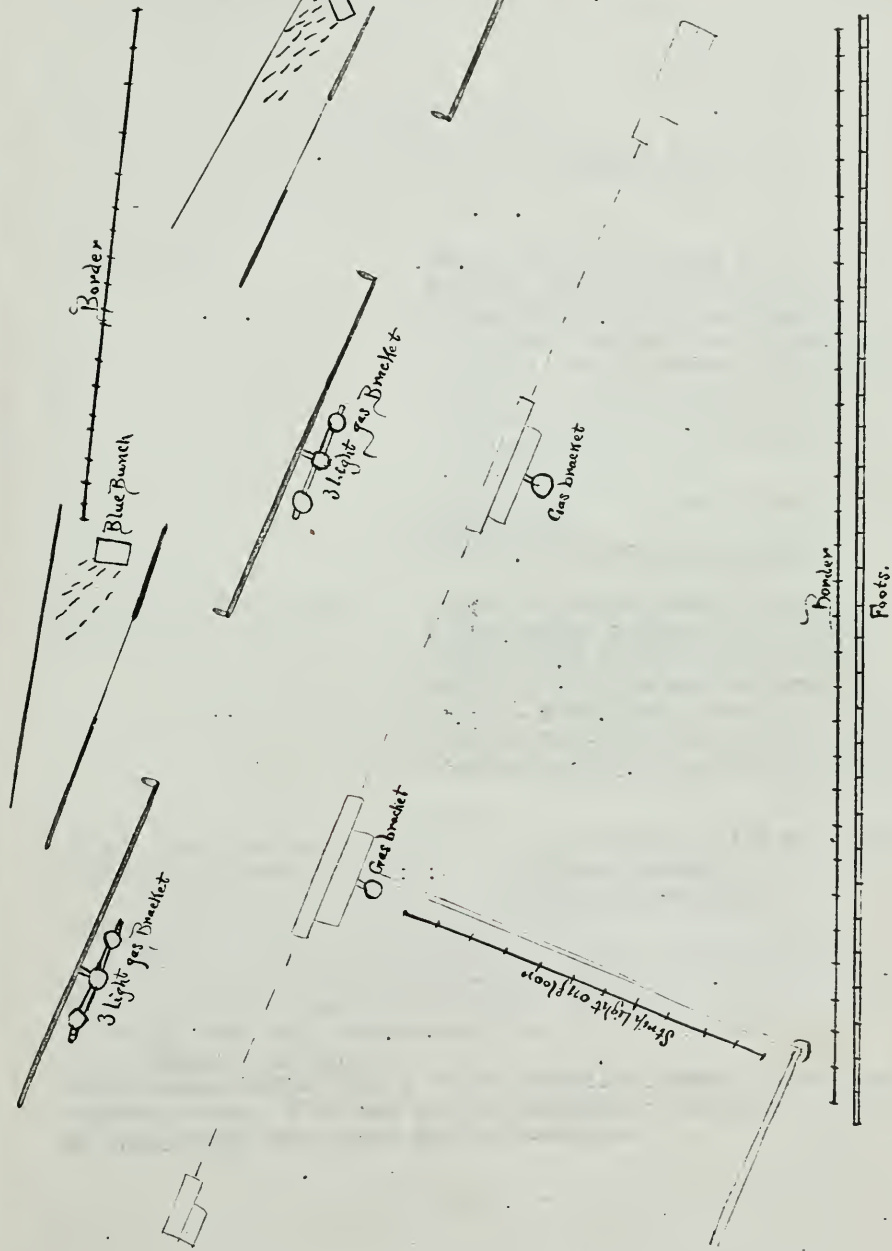 Border
Blue Bunch
3 light gas Bracket
Gas bracket
3 light gas Bracket
Gas bracket
Strip Light on floor
Border
Foots.